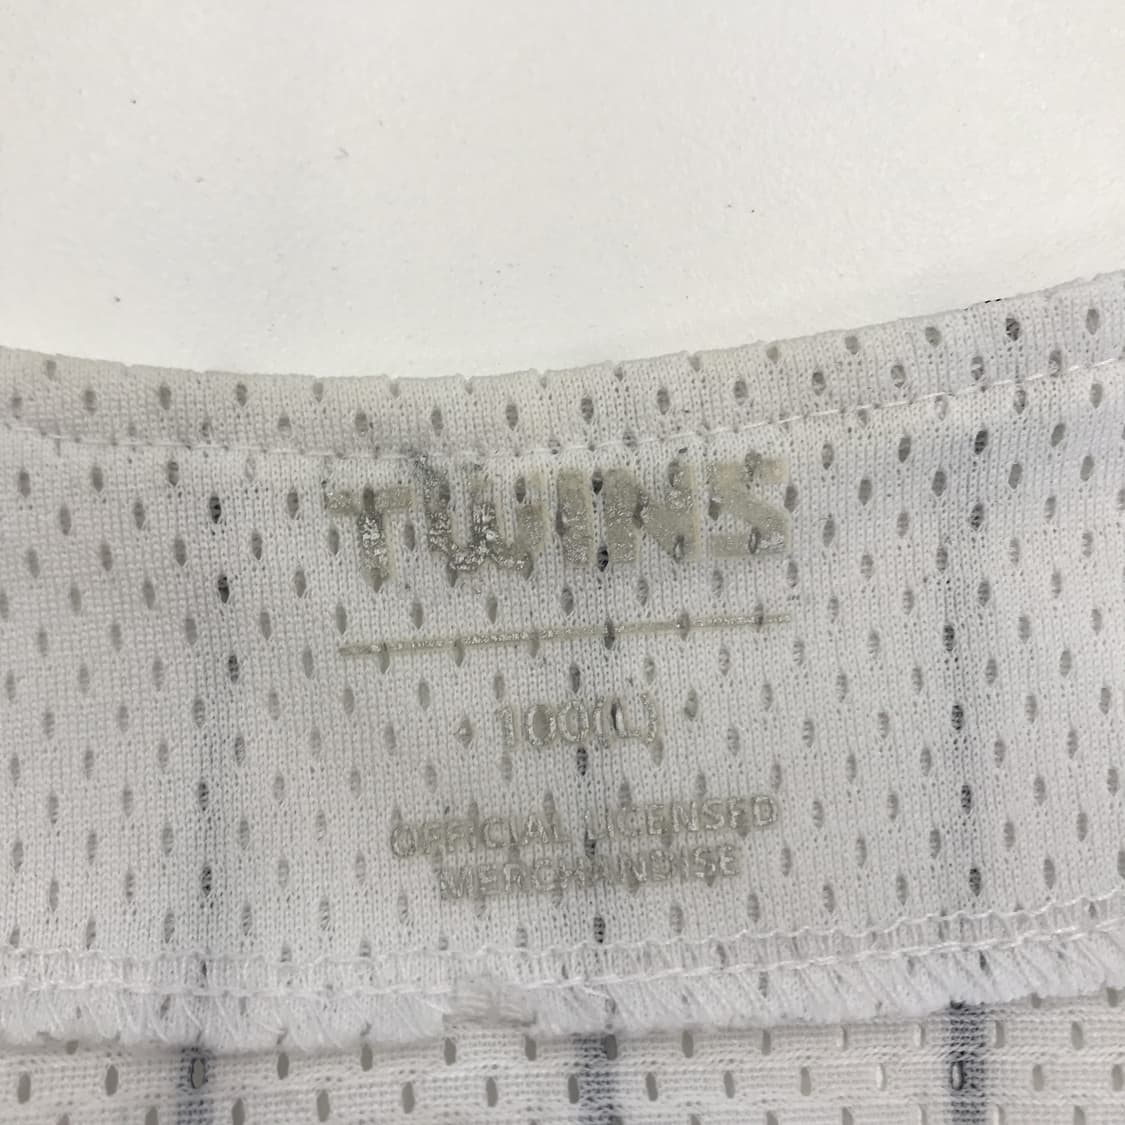 TWINS
100(L)
OFFICIAL LICENSED
MERCHANDISE